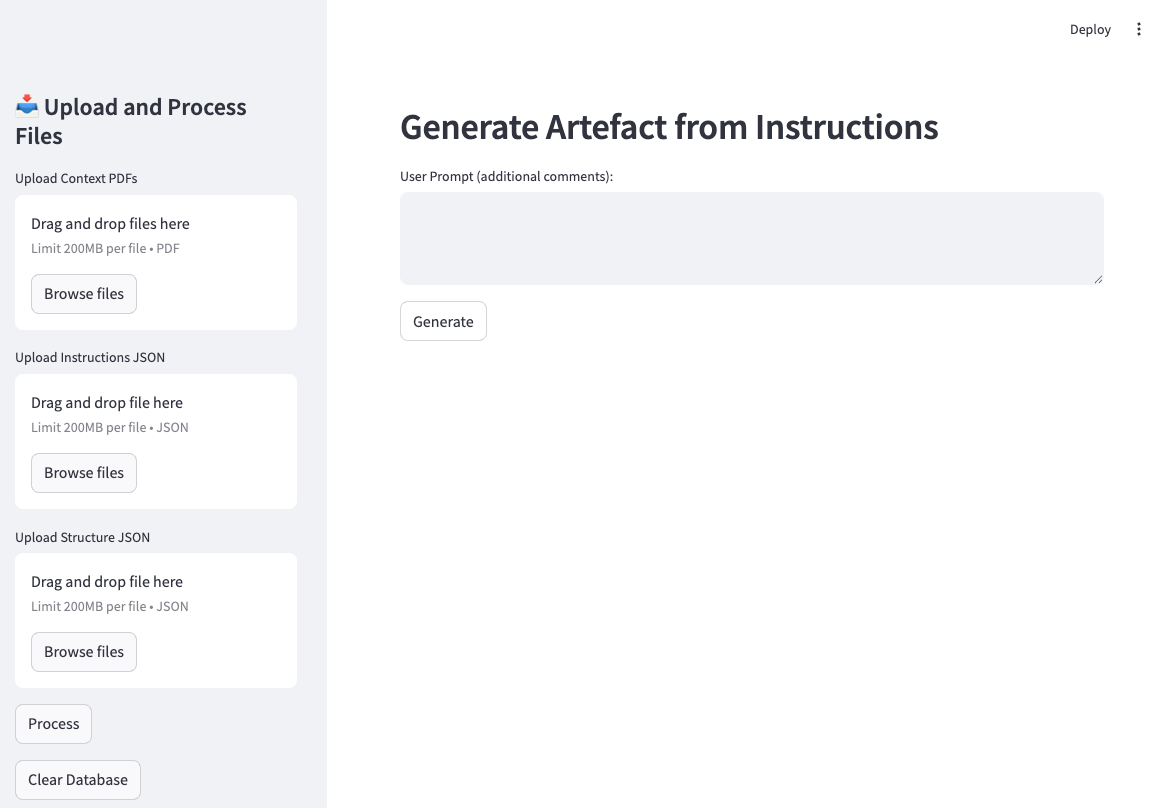 Deploy
📥 Upload and Process
Files
Upload Context PDFs
Drag and drop files here
Limit 200MB per file • PDF
Browse files
Upload Instructions JSON
Drag and drop file here
Limit 200MB per file • JSON
Browse files
Upload Structure JSON
Drag and drop file here
Limit 200MB per file • JSON
Browse files
Process
Clear Database
Generate Artefact from Instructions
User Prompt (additional comments):
Generate